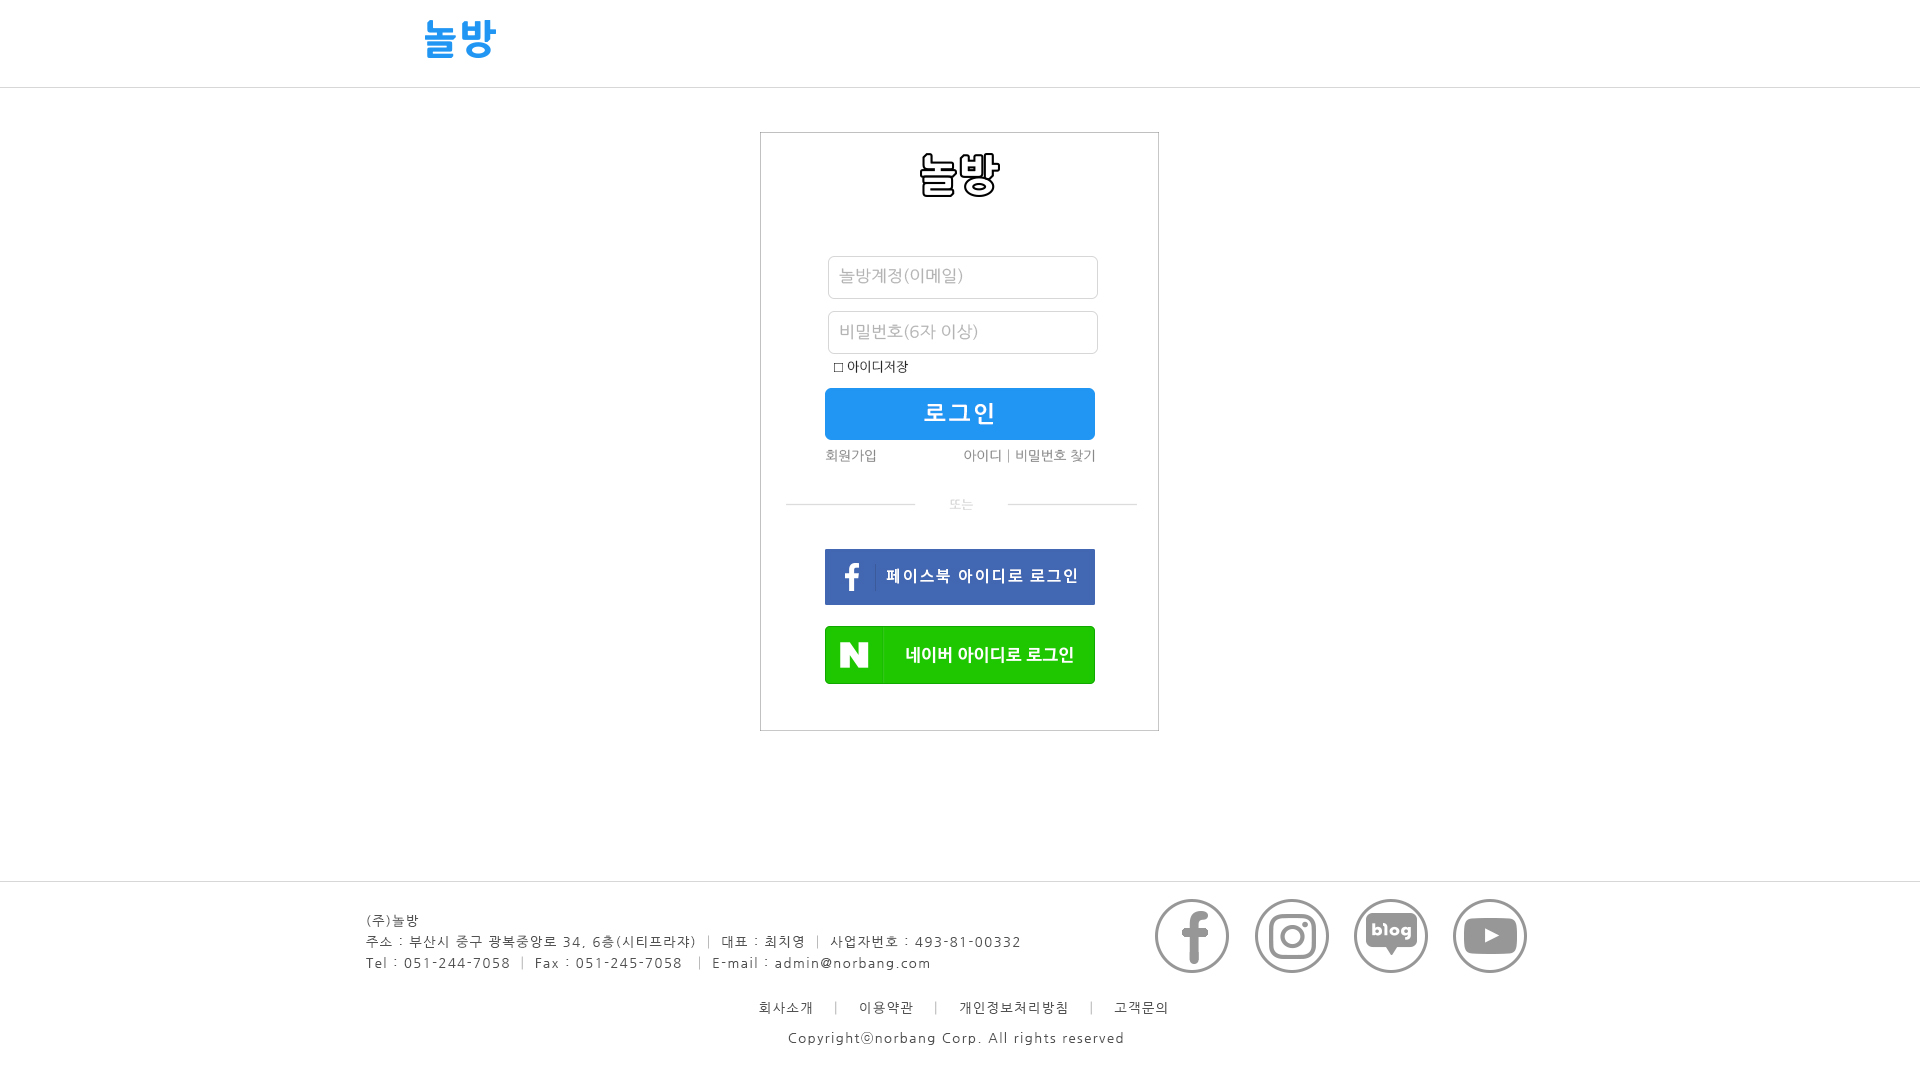 놀방
놀방
놀방계정(이메일)
비밀번호(6자 이상)
아이디저장
로그인
회원가입 아이디 | 비밀번호 찾기
또는
페이스북 아이디로 로그인
네이버 아이디로 로그인
(주)놀방
주소 : 부산시 중구 광복중앙로 34, 6층(시티프라쟈) | 대표 : 최치영 | 사업자번호 : 493-81-00332
Tel : 051-244-7058 | Fax : 051-245-7058 | E-mail : admin@norbang.com
blog
회사소개 | 이용약관 | 개인정보처리방침 | 고객문의
Copyrightⓒnorbang Corp. All rights reserved